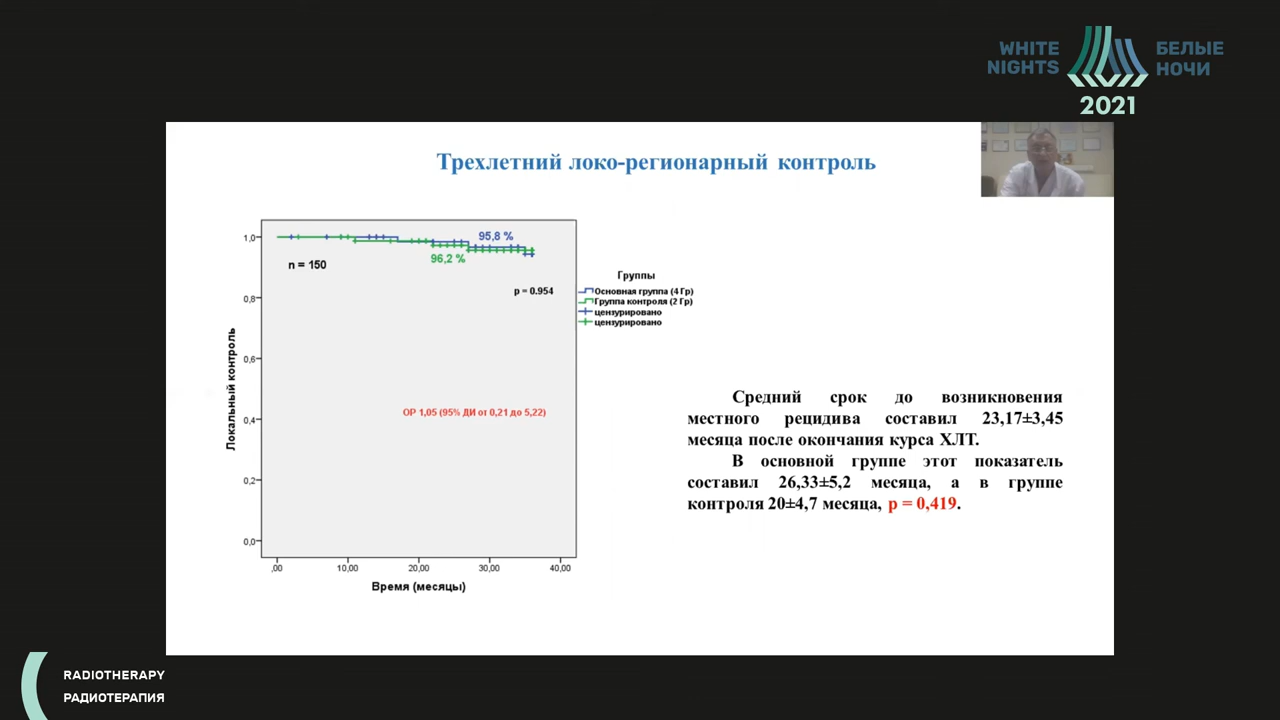 WHITE NIGHTS
БЕЛЫЕ НОЧИ
2021
Трехлетний локо-регионарный контроль
1,0
0,8
0,6
0,4
0,2
0,0
Локальный контроль
95,8 %
96,2 %
n = 150
p = 0.954
ОР 1,05 (95% ДИ от 0,21 до 5,22)
,00 10,00 20,00 30,00 40,00
Время (месяцы)
Группы
Основная группа (4 Гр)
Группа контроля (2 Гр)
цензурировано
цензурировано
Средний срок до возникновения
местного рецидива составил 23,17±3,45
месяца после окончания курса ХЛТ.
В основной группе этот показатель
составил 26,33±5,2 месяца, а в группе
контроля 20±4,7 месяца, p = 0,419.
RADIOTHERAPY
РАДИОТЕРАПИЯ